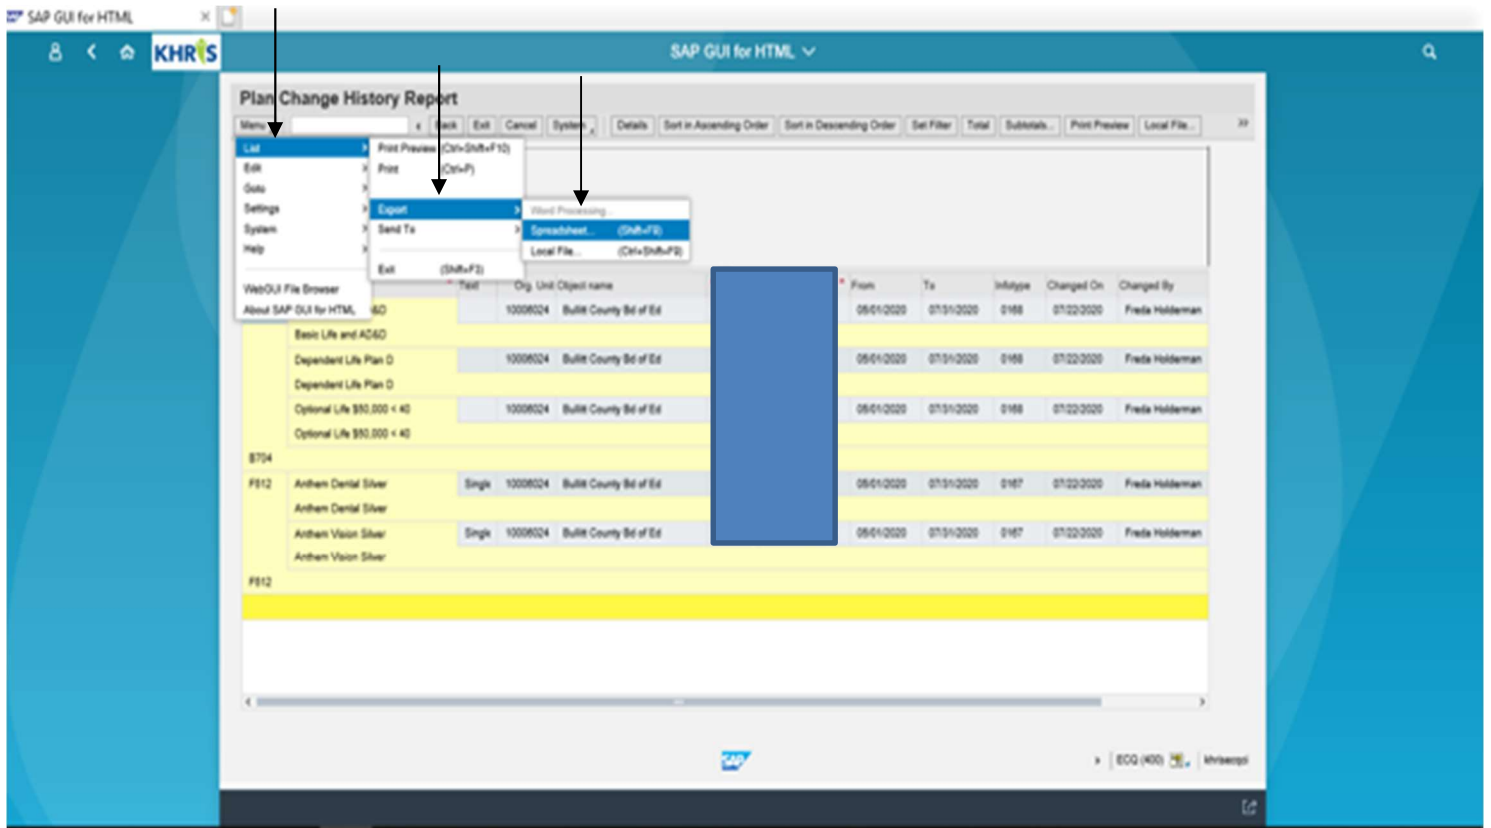 SAP GUI for HTML
KHRIS
SAP GUI for HTML
Plan Change History Report
Menu Back Exit Cancel System Details Sort in Ascending Order Sort in Descending Order Set Filter Total Subtotals... Print Preview Local File...
List Print Preview (Ctrl+Shift+F10)
Edit Print (Ctrl+P)
Goto
Settings Export Word Processing...
System Send To Spreadsheet... (Shift+F8)
Help Local File... (Ctrl+Shift+F9)
Exit (Shift+F3)
WebGUI File Browser Text Org. Unit Object name * From To Infotype Changed On Changed By
About SAP GUI for HTML 10006024 Bullitt County Bd of Ed 05/01/2020 07/31/2020 0168 07/22/2020 Freda Holderman
Basic Life and AD&D
Dependent Life Plan D 10006024 Bullitt County Bd of Ed 05/01/2020 07/31/2020 0168 07/22/2020 Freda Holderman
Dependent Life Plan D
Optional Life $50,000 < 40 10006024 Bullitt County Bd of Ed 05/01/2020 07/31/2020 0168 07/22/2020 Freda Holderman
Optional Life $50,000 < 40
B704
F512 Anthem Dental Silver Single 10006024 Bullitt County Bd of Ed 05/01/2020 07/31/2020 0167 07/22/2020 Freda Holderman
Anthem Dental Silver
Anthem Vision Silver Single 10006024 Bullitt County Bd of Ed 05/01/2020 07/31/2020 0167 07/22/2020 Freda Holderman
Anthem Vision Silver
F512
SAP
ECQ (400)